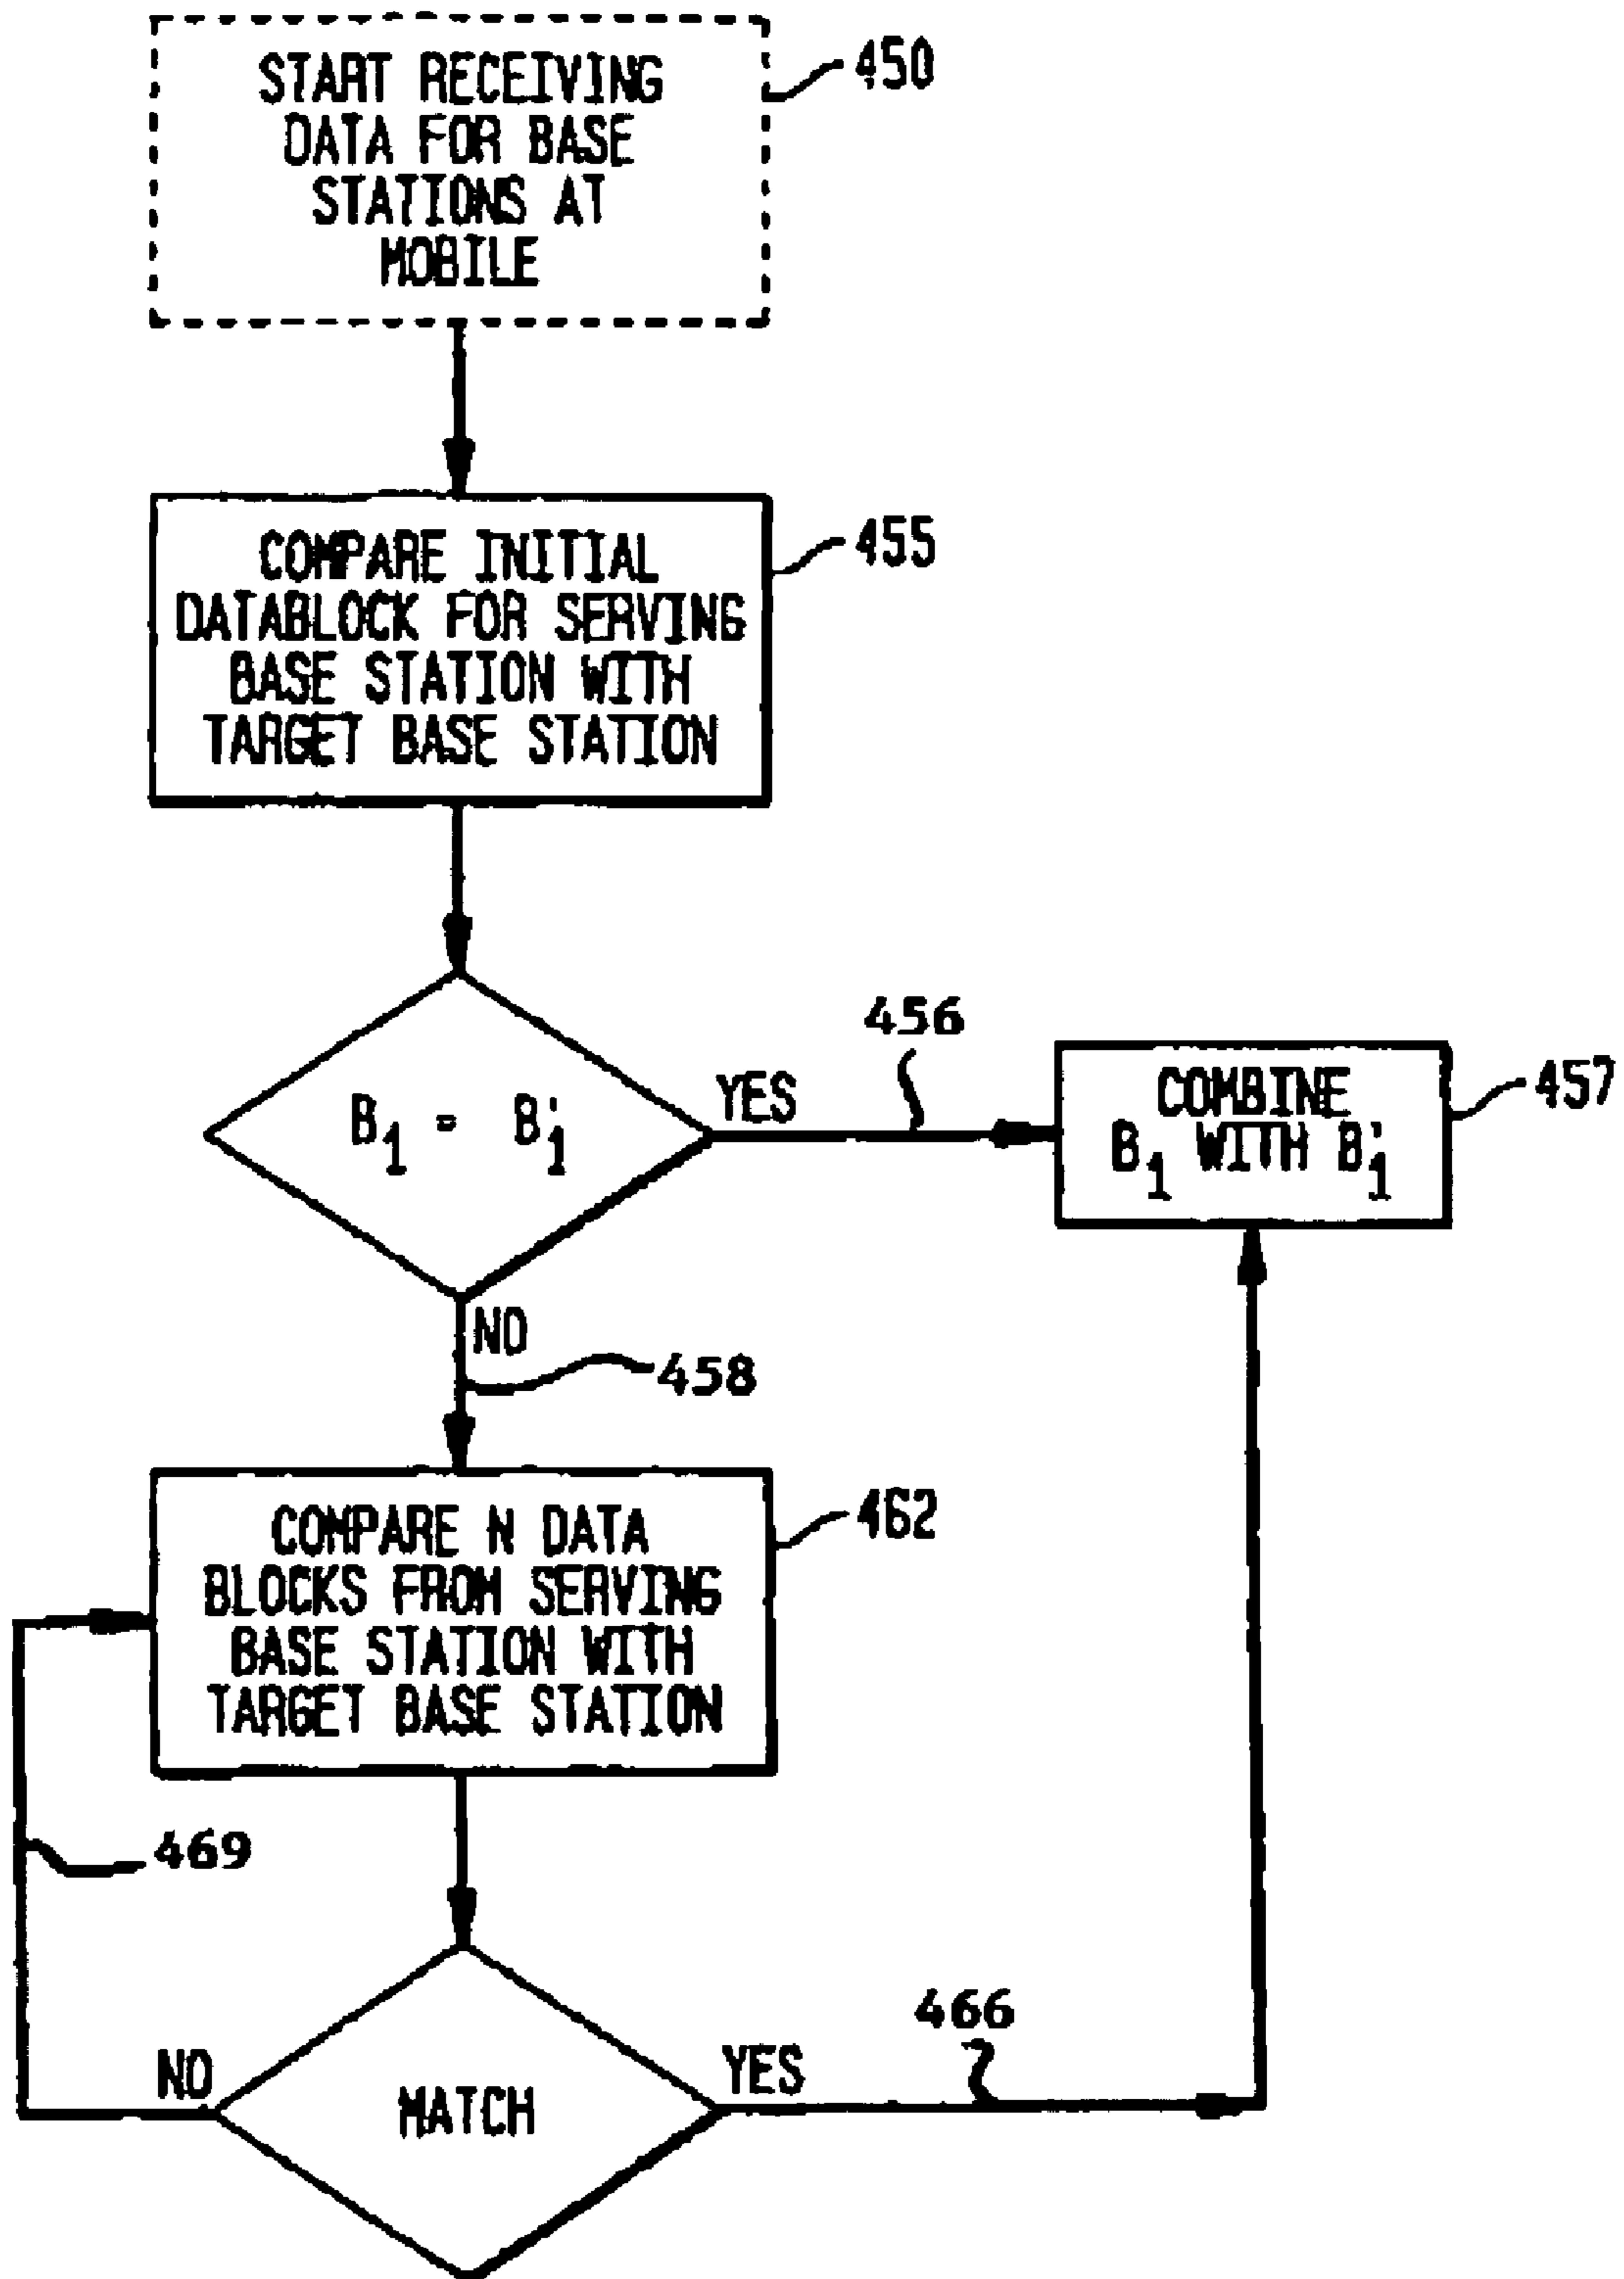 START RECEIVING
DATA FOR BASE
STATIONS AT
MOBILE
450
COMPARE INITIAL
DATABLOCK FOR SERVING
BASE STATION WITH
TARGET BASE STATION
455
B1 = B'1
YES
456
COMBINE
B1 WITH B'1
457
NO
458
COMPARE N DATA
BLOCKS FROM SERVING
BASE STATION WITH
TARGET BASE STATION
462
469
NO
MATCH
YES
466